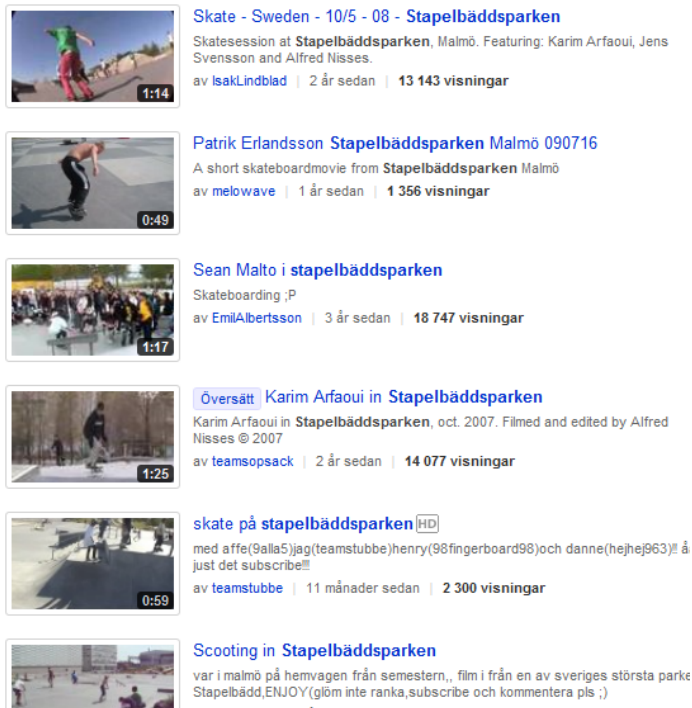 Skate - Sweden - 10/5 - 08 - Stapelbäddsparken
Skatesession at Stapelbäddsparken, Malmö. Featuring: Karim Arfaoui, Jens
Svensson and Alfred Nisses.
av IsakLindblad | 2 år sedan | 13 143 visningar
1:14
Patrik Erlandsson Stapelbäddsparken Malmö 090716
A short skateboardmovie from Stapelbäddsparken Malmö
av melowave | 1 år sedan | 1 356 visningar
0:49
Sean Malto i stapelbäddsparken
Skateboarding ;P
av EmilAlbertsson | 3 år sedan | 18 747 visningar
1:17
Översätt Karim Arfaoui in Stapelbäddsparken
Karim Arfaoui in Stapelbäddsparken, oct. 2007. Filmed and edited by Alfred
Nisses © 2007
av teamsopsack | 2 år sedan | 14 077 visningar
1:25
skate på stapelbäddsparken HD
med affe(9alla5)jag(teamstubbe)henry(98fingerboard98)och danne(hejhej963)!! å
just det subscribe!!!
av teamstubbe | 11 månader sedan | 2 300 visningar
0:59
Scooting in Stapelbäddsparken
var i malmö på hemvagen från semestern,, film i från en av sveriges största parke
Stapelbädd,ENJOY(glöm inte ranka,subscribe och kommentera pls ;)